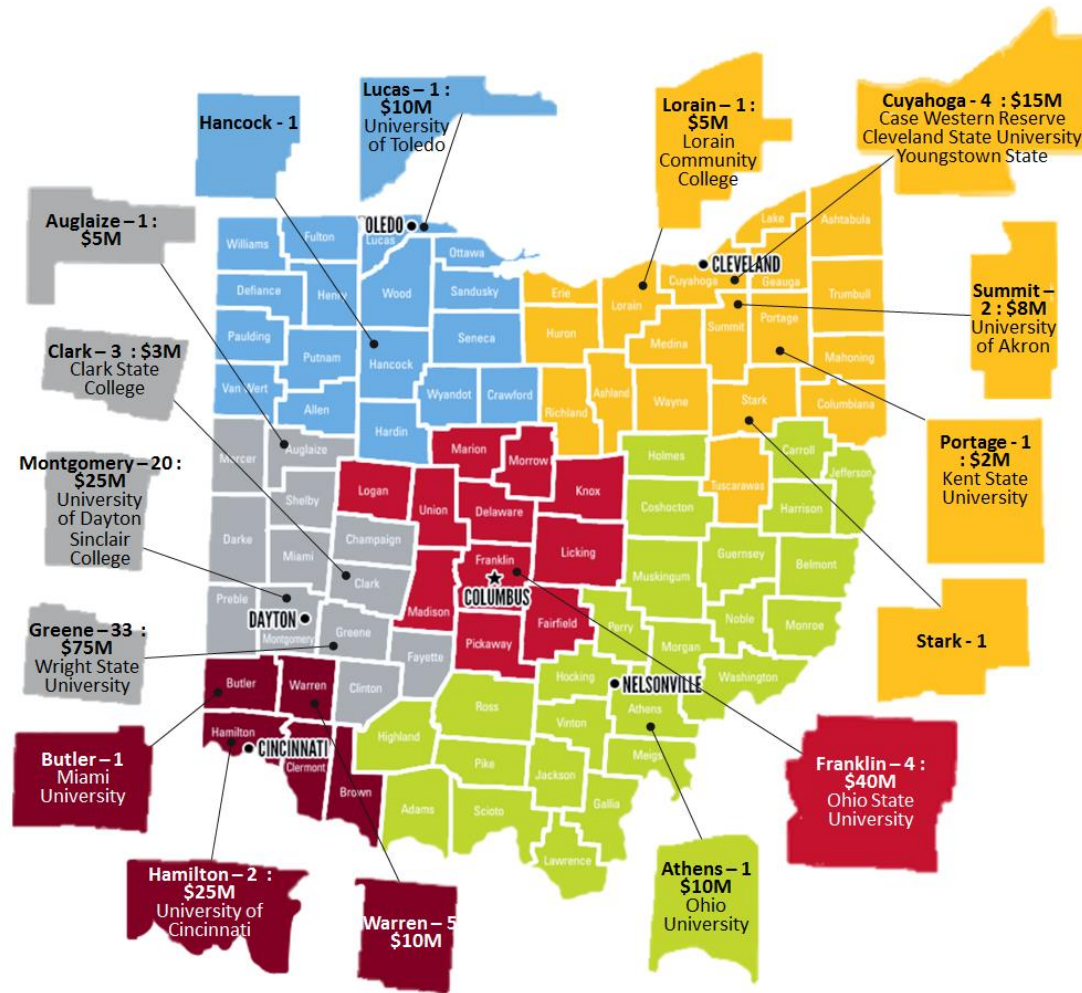 Lucas – 1 :
$10M
University
of Toledo
Hancock - 1
Lorain – 1 :
$5M
Lorain
Community
College
Cuyahoga - 4 : $15M
Case Western Reserve
Cleveland State University
Youngstown State
Auglaize – 1 :
$5M
Clark – 3 : $3M
Clark State
College
Montgomery – 20 :
$25M
University
of Dayton
Sinclair
College
Greene – 33 :
$75M
Wright State
University
Butler – 1
Miami
University
Hamilton – 2 :
$25M
University of
Cincinnati
Warren – 5
$10M
Athens – 1
$10M
Ohio
University
Franklin – 4 :
$40M
Ohio State
University
Stark - 1
Portage - 1
: $2M
Kent State
University
Summit –
2 : $8M
University
of Akron
OLEDO
CLEVELAND
COLUMBUS
DAYTON
CINCINNATI
NELSONVILLE
Williams
Fulton
Lucas
Ottawa
Defiance
Henry
Wood
Sandusky
Paulding
Putnam
Hancock
Seneca
Van Wert
Allen
Hardin
Wyandot
Crawford
Lake
Ashtabula
Cuyahoga
Geauga
Trumbull
Erie
Lorain
Huron
Medina
Summit
Portage
Mahoning
Ashland
Richland
Wayne
Stark
Columbiana
Tuscarawas
Mercer
Auglaize
Shelby
Darke
Miami
Champaign
Clark
Preble
Montgomery
Greene
Fayette
Clinton
Marion
Morrow
Logan
Union
Delaware
Knox
Franklin
Licking
Madison
Pickaway
Fairfield
Holmes
Carroll
Jefferson
Coshocton
Harrison
Guernsey
Belmont
Muskingum
Noble
Monroe
Perry
Morgan
Washington
Hocking
Athens
Ross
Vinton
Meigs
Highland
Pike
Jackson
Gallia
Adams
Scioto
Lawrence
Butler
Warren
Hamilton
Clermont
Brown